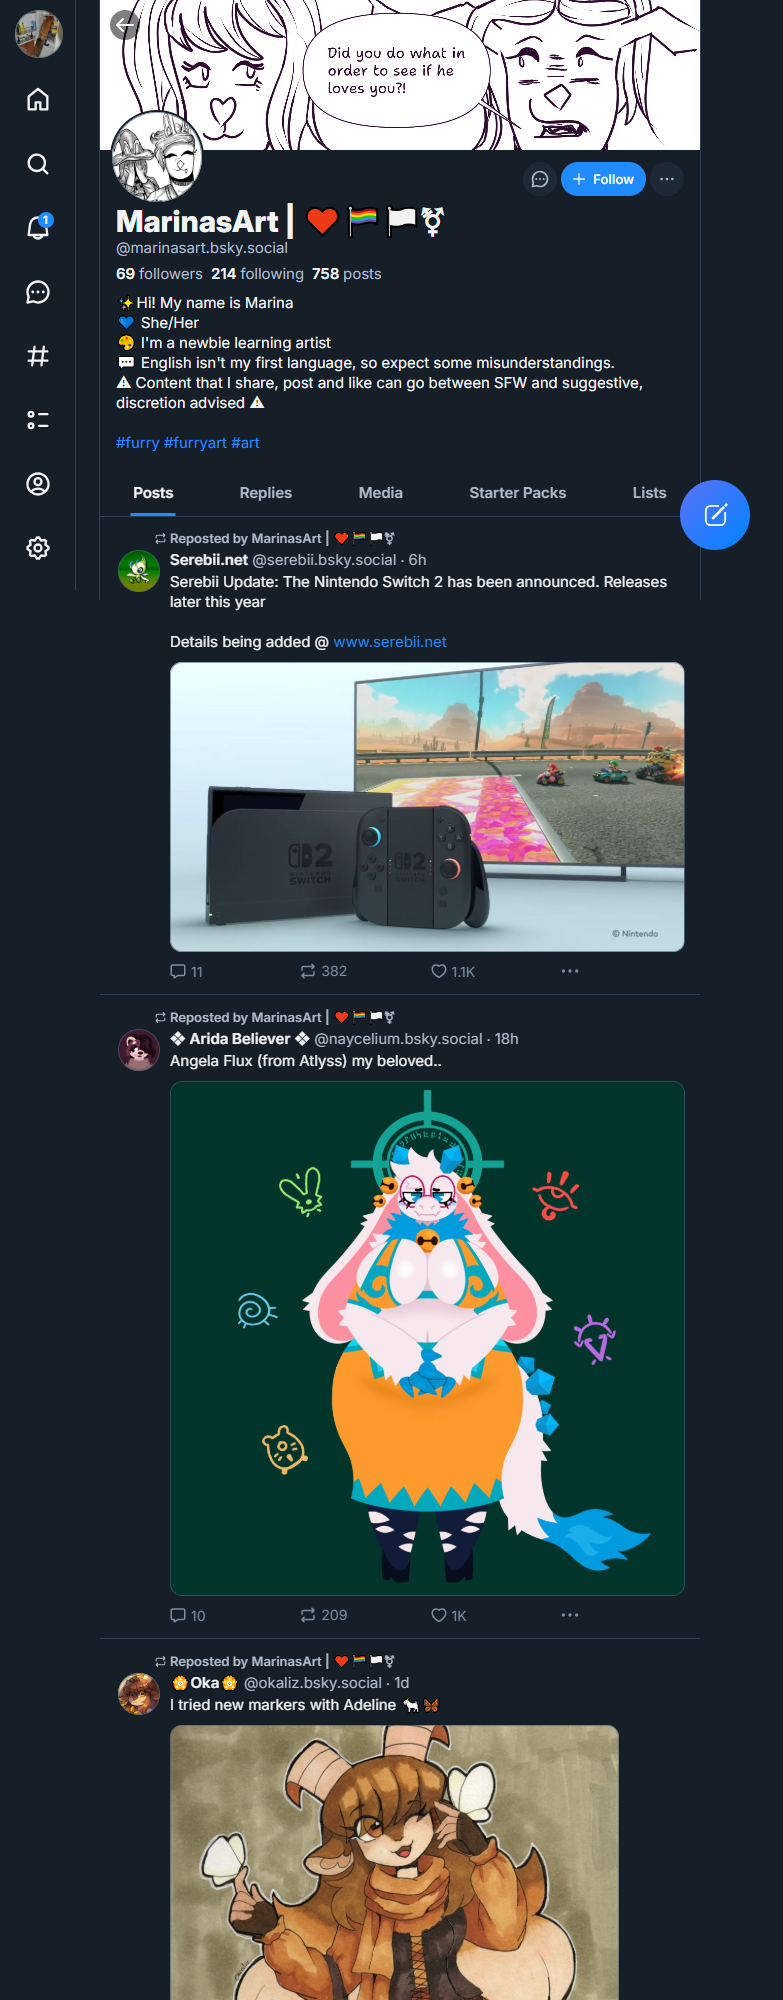 Did you do what in
order to see if he
loves you?!
1
Follow
MarinasArt | ❤️ 🏳️‍🌈 🏳️⚧
@marinasart.bsky.social
69 followers 214 following 758 posts
✨Hi! My name is Marina
💙 She/Her
🎨 I'm a newbie learning artist
💬 English isn't my first language, so expect some misunderstandings.
⚠️ Content that I share, post and like can go between SFW and suggestive,
discretion advised ⚠️
#furry #furryart #art
Posts Replies Media Starter Packs Lists
Reposted by MarinasArt | ❤️ 🏳️‍🌈 🏳️⚧
Serebii.net @serebii.bsky.social · 6h
Serebii Update: The Nintendo Switch 2 has been announced. Releases
later this year
Details being added @ www.serebii.net
2
NINTENDO
SWITCH
2
NINTENDO
SWITCH
© Nintendo
11 382 1.1K
Reposted by MarinasArt | ❤️ 🏳️‍🌈 🏳️⚧
❖ Arida Believer ❖ @naycelium.bsky.social · 18h
Angela Flux (from Atlyss) my beloved..
10 209 1K
Reposted by MarinasArt | ❤️ 🏳️‍🌈 🏳️⚧
🏵️Oka🏵️ @okaliz.bsky.social · 1d
I tried new markers with Adeline 🐐 🦋